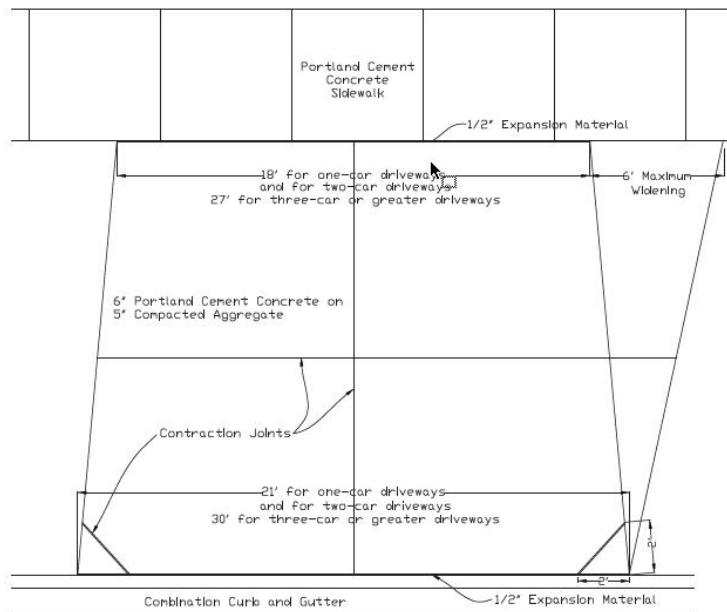 Portland Cement
Concrete
Sidewalk
1/2" Expansion Material
18' for one-car driveways
and for two-car driveways
27' for three-car or greater driveways
6' Maximum
Widening
6" Portland Cement Concrete on
5" Compacted Aggregate
Contraction Joints
21' for one-car driveways
and for two-car driveways
30' for three-car or greater driveways
2'
2'
Combination Curb and Gutter
1/2" Expansion Material